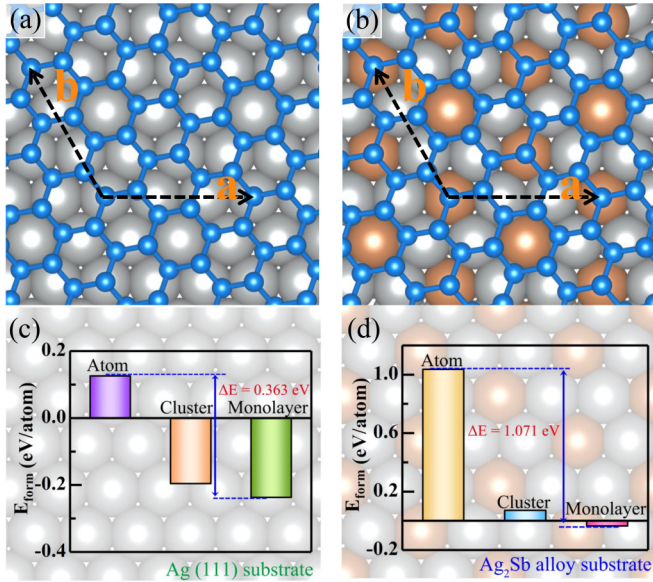 (a)
b
a
(b)
b
a
(c)
0.2
0.0
-0.2
-0.4
E_form (eV/atom)
Atom
Cluster
Monolayer
ΔE = 0.363 eV
Ag (111) substrate
(d)
1.0
0.6
0.2
-0.2
E_form (eV/atom)
Atom
Cluster
Monolayer
ΔE = 1.071 eV
Ag₂Sb alloy substrate